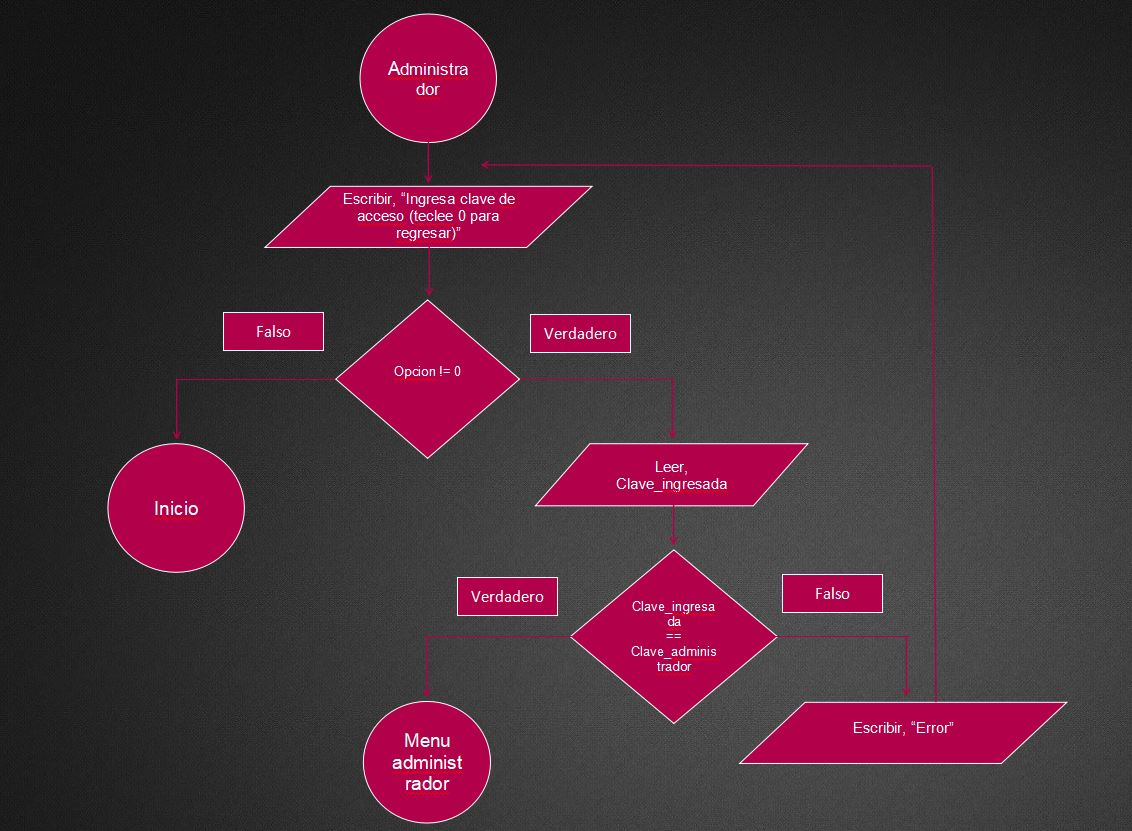 Administra
dor
Escribir, “Ingresa clave de
acceso (teclee 0 para
regresar)”
Falso
Verdadero
Opcion != 0
Leer,
Clave_ingresada
Inicio
Verdadero
Falso
Clave_ingresa
da
==
Clave_adminis
trador
Menu
administ
rador
Escribir, “Error”